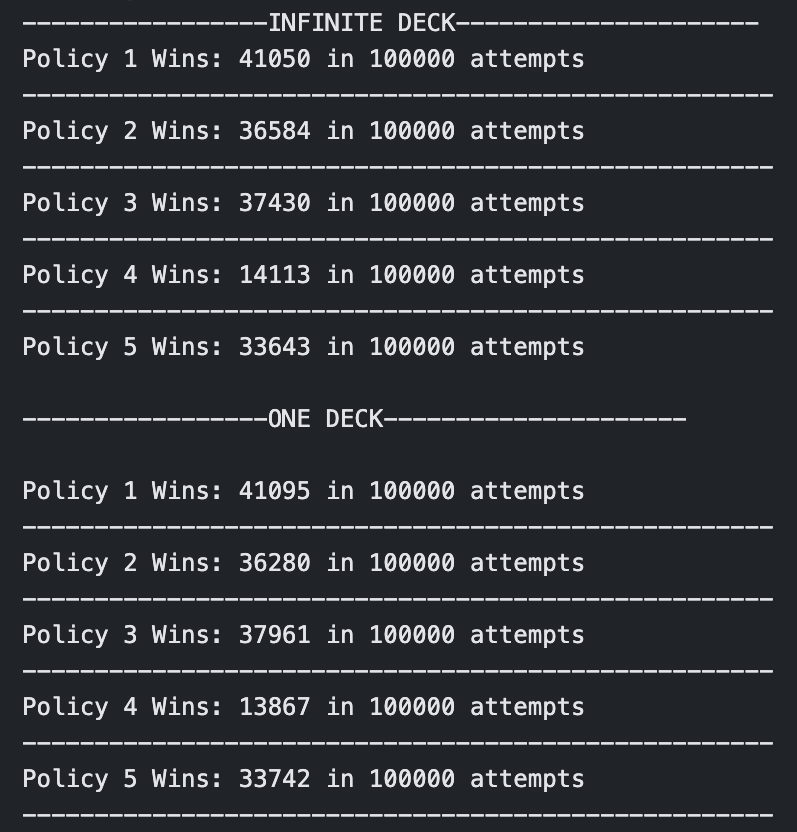 -----------------INFINITE DECK---------------------
Policy 1 Wins: 41050 in 100000 attempts
----------------------------------------------------
Policy 2 Wins: 36584 in 100000 attempts
----------------------------------------------------
Policy 3 Wins: 37430 in 100000 attempts
----------------------------------------------------
Policy 4 Wins: 14113 in 100000 attempts
----------------------------------------------------
Policy 5 Wins: 33643 in 100000 attempts
-----------------ONE DECK---------------------
Policy 1 Wins: 41095 in 100000 attempts
----------------------------------------------------
Policy 2 Wins: 36280 in 100000 attempts
----------------------------------------------------
Policy 3 Wins: 37961 in 100000 attempts
----------------------------------------------------
Policy 4 Wins: 13867 in 100000 attempts
----------------------------------------------------
Policy 5 Wins: 33742 in 100000 attempts
----------------------------------------------------